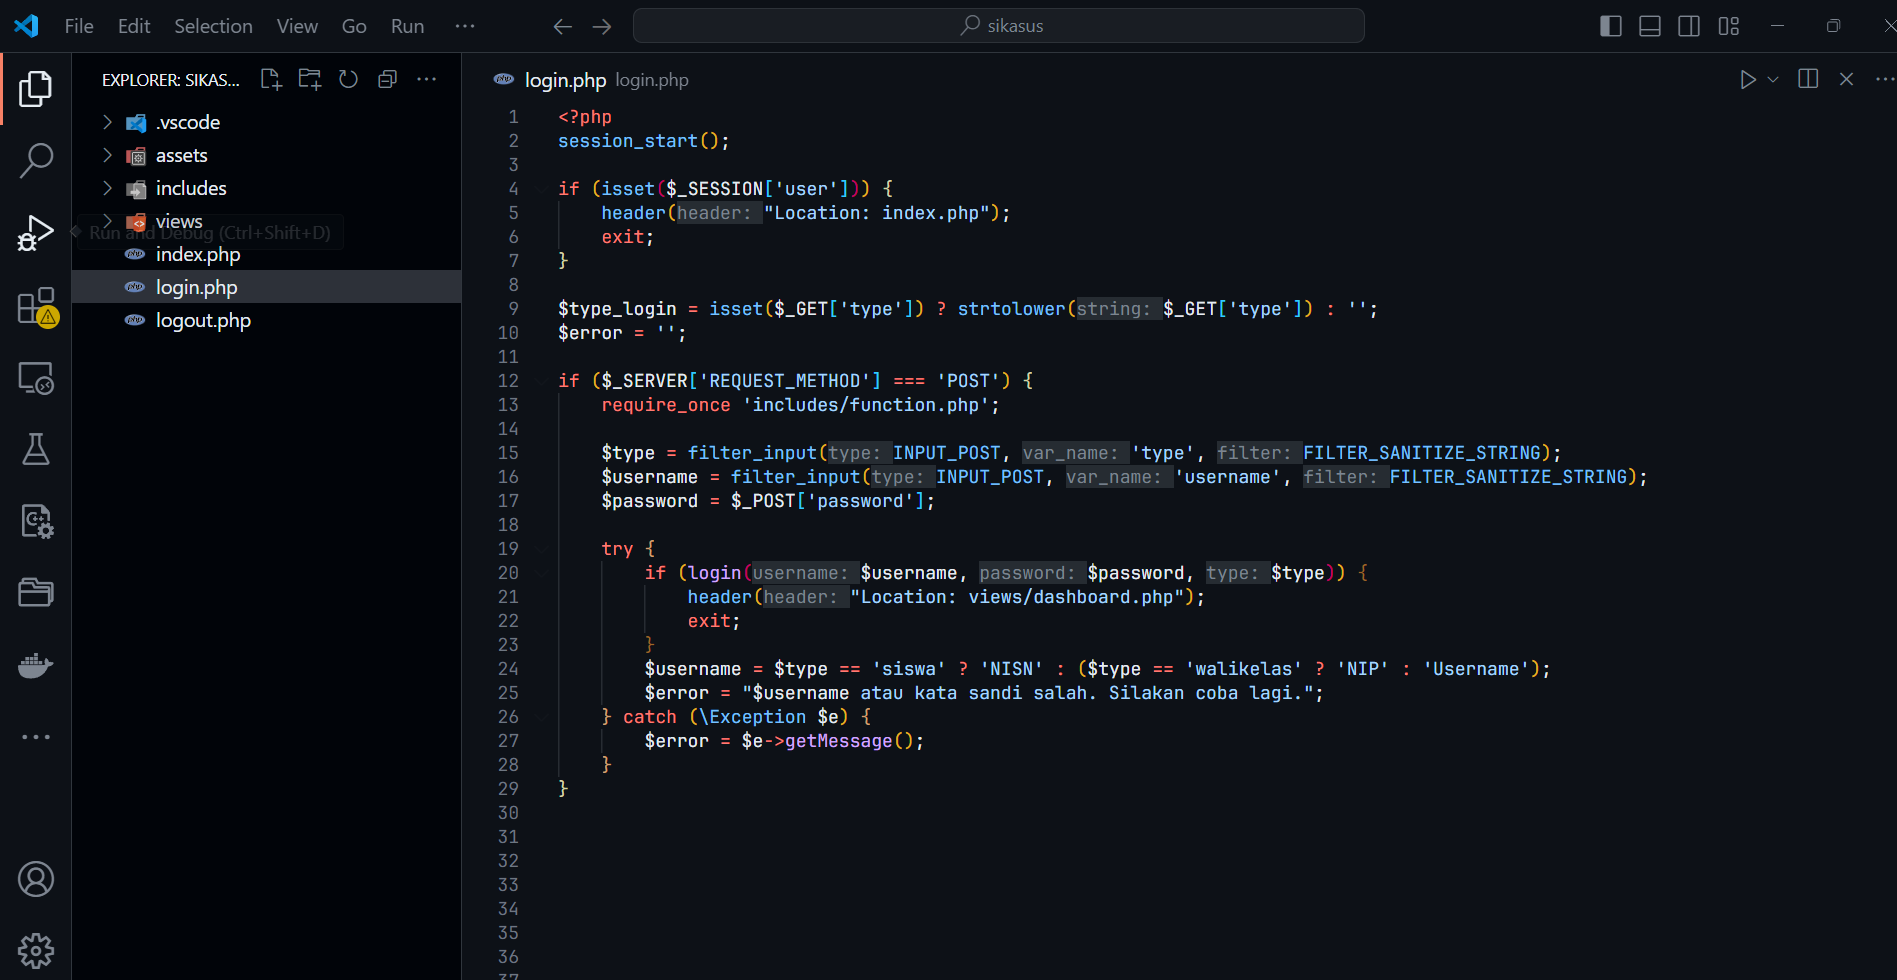 File Edit Selection View Go Run ··· sikasus
EXPLORER: SIKAS...
.vscode
assets
includes
views
Run and Debug (Ctrl+Shift+D)
index.php
login.php
logout.php
login.php login.php
1 <?php
2 session_start();
3
4 if (isset($_SESSION['user'])) {
5 header(header: "Location: index.php");
6 exit;
7 }
8
9 $type_login = isset($_GET['type']) ? strtolower(string: $_GET['type']) : '';
10 $error = '';
11
12 if ($_SERVER['REQUEST_METHOD'] === 'POST') {
13 require_once 'includes/function.php';
14
15 $type = filter_input(type: INPUT_POST, var_name: 'type', filter: FILTER_SANITIZE_STRING);
16 $username = filter_input(type: INPUT_POST, var_name: 'username', filter: FILTER_SANITIZE_STRING);
17 $password = $_POST['password'];
18
19 try {
20 if (login(username: $username, password: $password, type: $type)) {
21 header(header: "Location: views/dashboard.php");
22 exit;
23 }
24 $username = $type == 'siswa' ? 'NISN' : ($type == 'walikelas' ? 'NIP' : 'Username');
25 $error = "$username atau kata sandi salah. Silakan coba lagi.";
26 } catch (\Exception $e) {
27 $error = $e->getMessage();
28 }
29 }
30
31
32
33
34
35
36
37